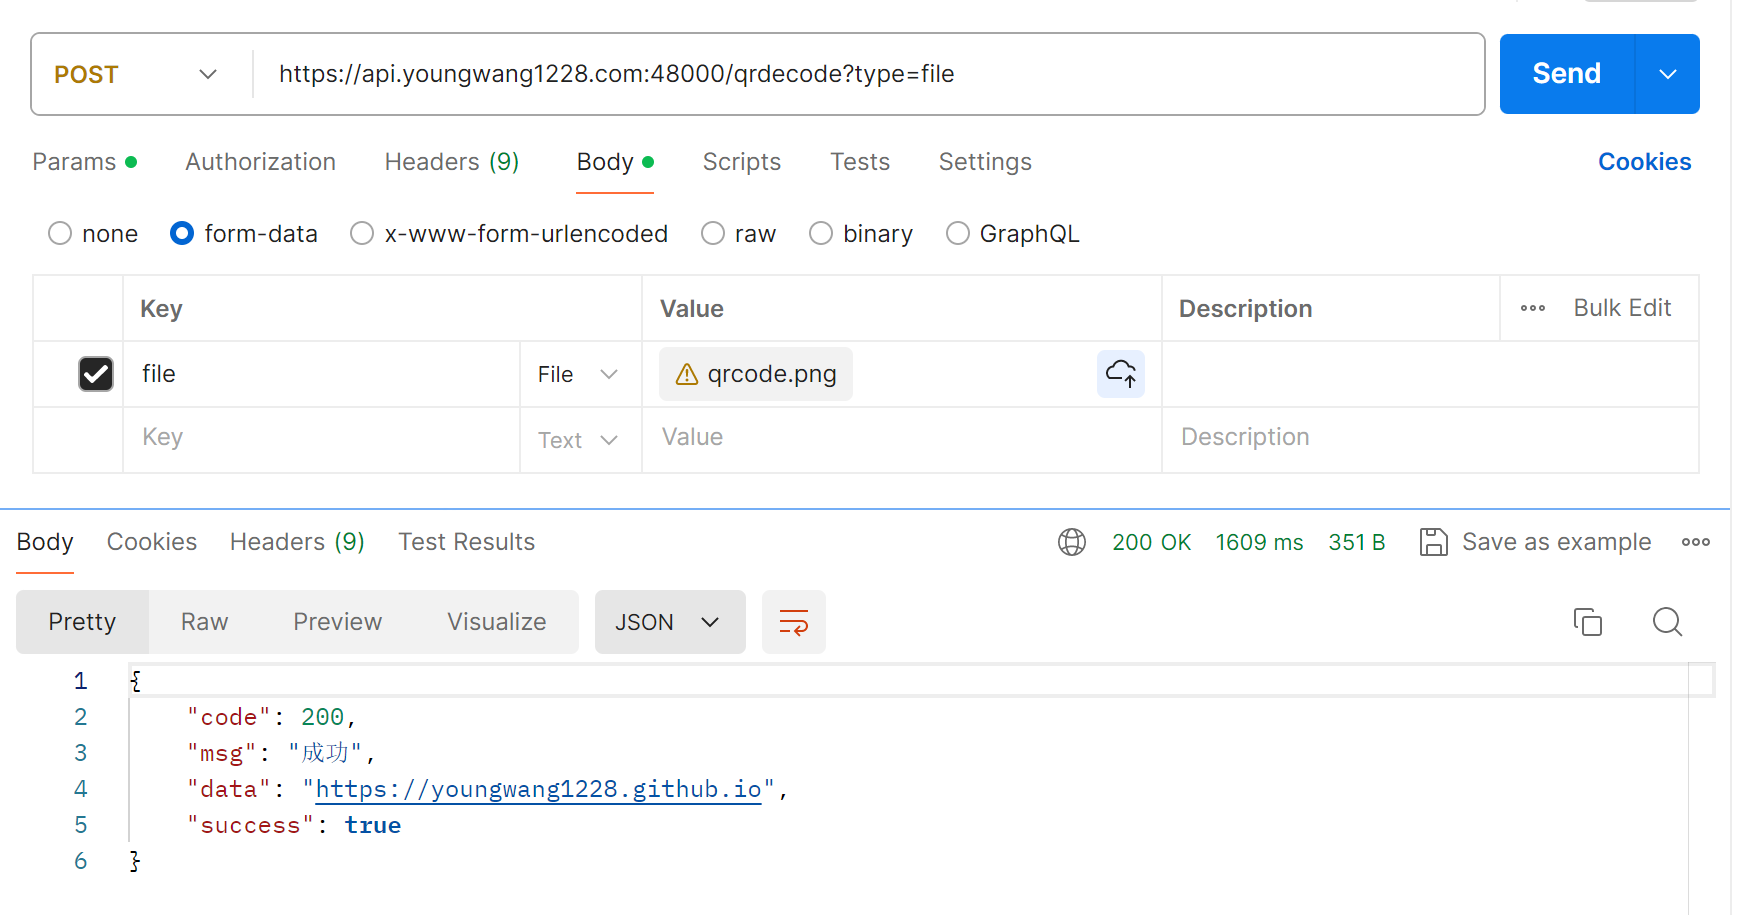 POST https://api.youngwang1228.com:48000/qrdecode?type=file Send
Params Authorization Headers (9) Body Scripts Tests Settings Cookies
none form-data x-www-form-urlencoded raw binary GraphQL
Key Value Description Bulk Edit
file File qrcode.png
Key Text Value Description
Body Cookies Headers (9) Test Results 200 OK 1609 ms 351 B Save as example
Pretty Raw Preview Visualize JSON
1 {
2 "code": 200,
3 "msg": "成功",
4 "data": "https://youngwang1228.github.io",
5 "success": true
6 }